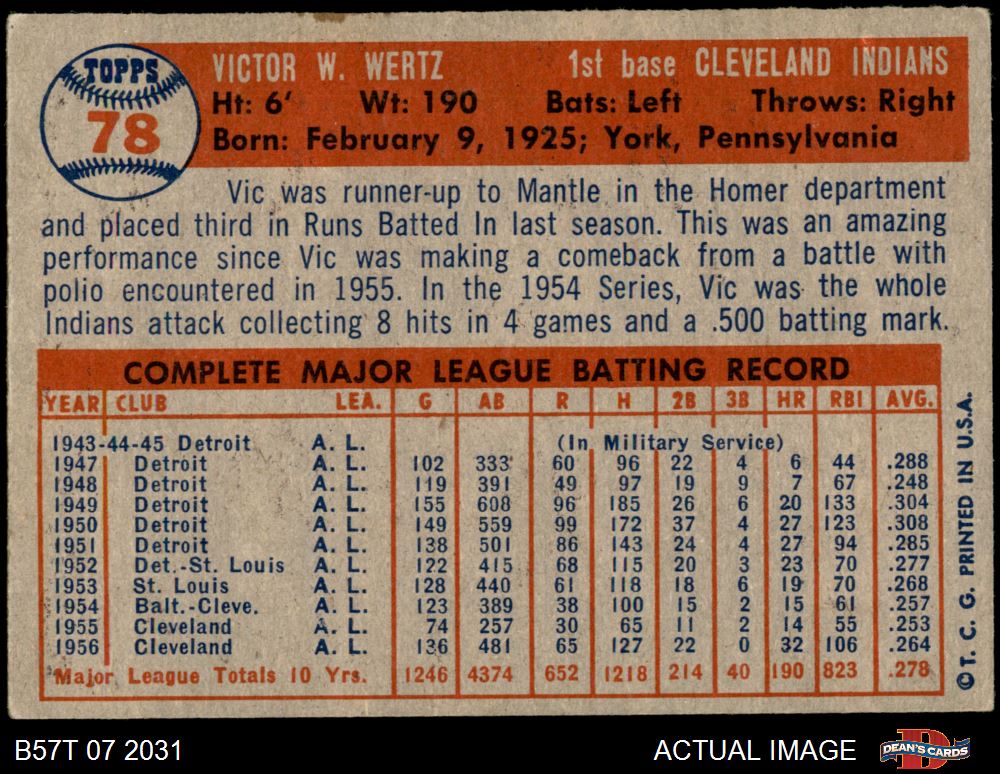 TOPPS
78
VICTOR W. WERTZ 1st base CLEVELAND INDIANS
Ht: 6' Wt: 190 Bats: Left Throws: Right
Born: February 9, 1925; York, Pennsylvania
Vic was runner-up to Mantle in the Homer department
and placed third in Runs Batted In last season. This was an amazing
performance since Vic was making a comeback from a battle with
polio encountered in 1955. In the 1954 Series, Vic was the whole
Indians attack collecting 8 hits in 4 games and a .500 batting mark.
COMPLETE MAJOR LEAGUE BATTING RECORD
YEAR CLUB LEA. G AB R H 2B 3B HR RBI AVG.
1943-44-45 Detroit A. L. (In Military Service)
1947 Detroit A. L. 102 333 60 96 22 4 6 44 .288
1948 Detroit A. L. 119 391 49 97 19 9 7 67 .248
1949 Detroit A. L. 155 608 96 185 26 6 20 133 .304
1950 Detroit A. L. 149 559 99 172 37 4 27 123 .308
1951 Detroit A. L. 138 501 86 143 24 4 27 94 .285
1952 Det.-St. Louis A. L. 122 415 68 115 20 3 23 70 .277
1953 St. Louis A. L. 128 440 61 118 18 6 19 70 .268
1954 Balt.-Cleve. A. L. 123 389 38 100 15 2 15 61 .257
1955 Cleveland A. L. 74 257 30 65 11 2 14 55 .253
1956 Cleveland A. L. 136 481 65 127 22 0 32 106 .264
Major League Totals 10 Yrs. 1246 4374 652 1218 214 40 190 823 .278
©T. C. G. PRINTED IN U.S.A.
B57T 07 2031 ACTUAL IMAGE
DEAN'S CARDS